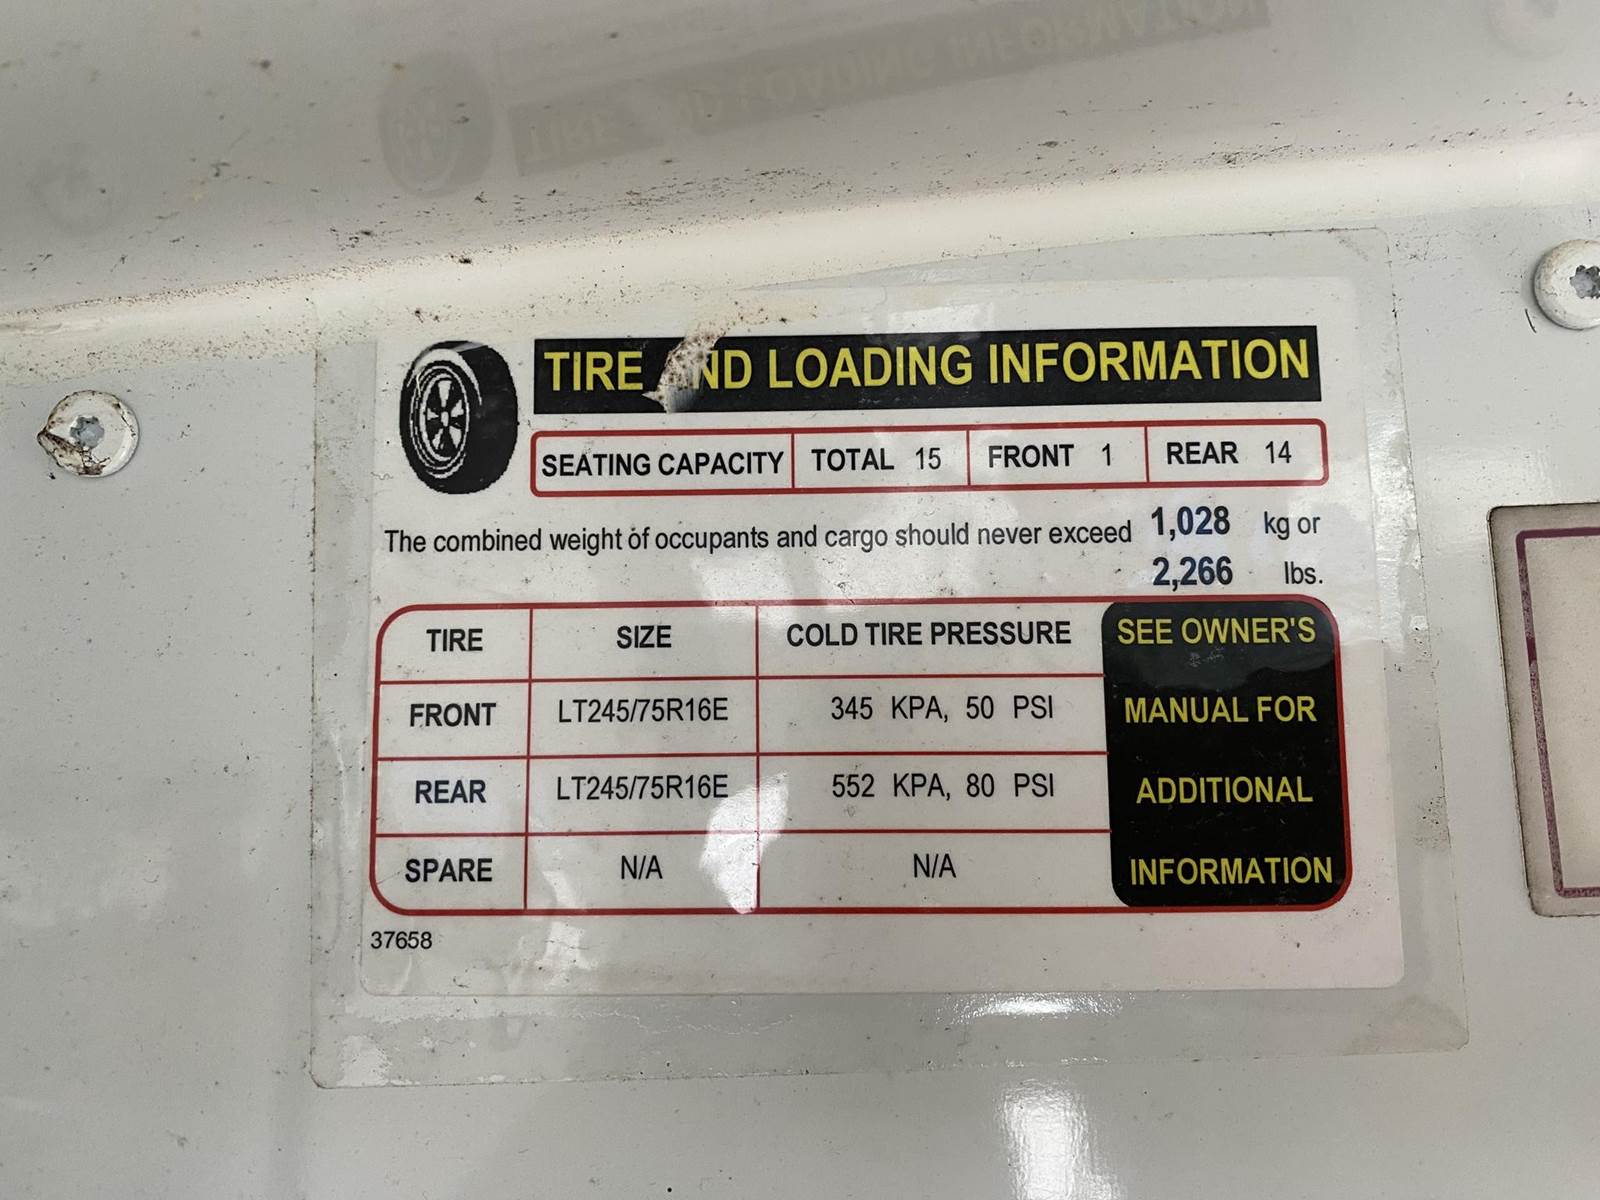 TIRE AND LOADING INFORMATION
SEATING CAPACITY TOTAL 15 FRONT 1 REAR 14
The combined weight of occupants and cargo should never exceed 1,028 kg or
2,266 lbs.
TIRE SIZE COLD TIRE PRESSURE SEE OWNER'S
FRONT LT245/75R16E 345 KPA, 50 PSI MANUAL FOR
REAR LT245/75R16E 552 KPA, 80 PSI ADDITIONAL
SPARE N/A N/A INFORMATION
37658